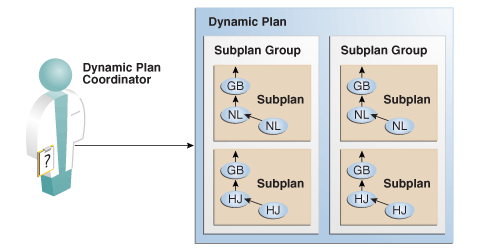 Dynamic Plan
Coordinator
?
Dynamic Plan
Subplan Group
GB
Subplan
NL
NL
GB
Subplan
HJ
HJ
Subplan Group
GB
Subplan
NL
NL
GB
Subplan
HJ
HJ